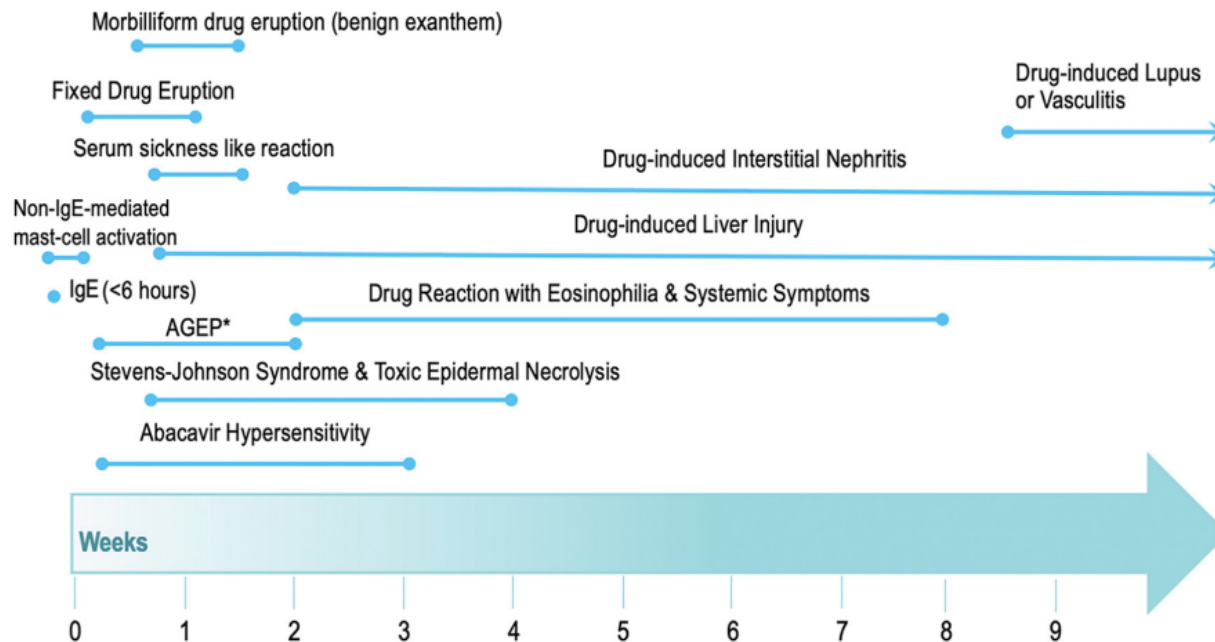 Morbilliform drug eruption (benign exanthem)
Drug-induced Lupus
or Vasculitis
Fixed Drug Eruption
Serum sickness like reaction
Drug-induced Interstitial Nephritis
Non-IgE-mediated
mast-cell activation
Drug-induced Liver Injury
IgE (<6 hours)
Drug Reaction with Eosinophilia & Systemic Symptoms
AGEP*
Stevens-Johnson Syndrome & Toxic Epidermal Necrolysis
Abacavir Hypersensitivity
Weeks
0 1 2 3 4 5 6 7 8 9